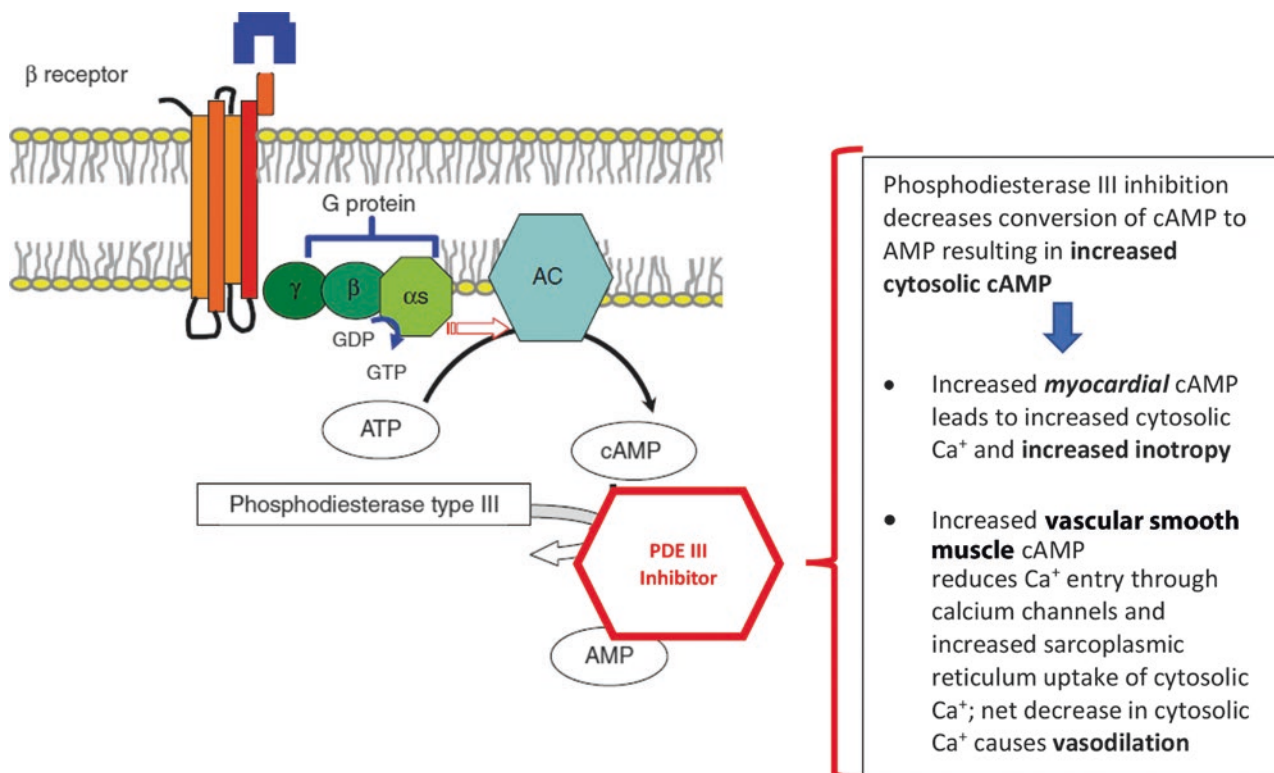 β receptor
G protein
γ
β
αs
AC
GDP
GTP
ATP
cAMP
Phosphodiesterase type III
PDE III
Inhibitor
AMP
Phosphodiesterase III inhibition
decreases conversion of cAMP to
AMP resulting in increased
cytosolic cAMP
• Increased myocardial cAMP
leads to increased cytosolic
Ca⁺ and increased inotropy
• Increased vascular smooth
muscle cAMP
reduces Ca⁺ entry through
calcium channels and
increased sarcoplasmic
reticulum uptake of cytosolic
Ca⁺; net decrease in cytosolic
Ca⁺ causes vasodilation